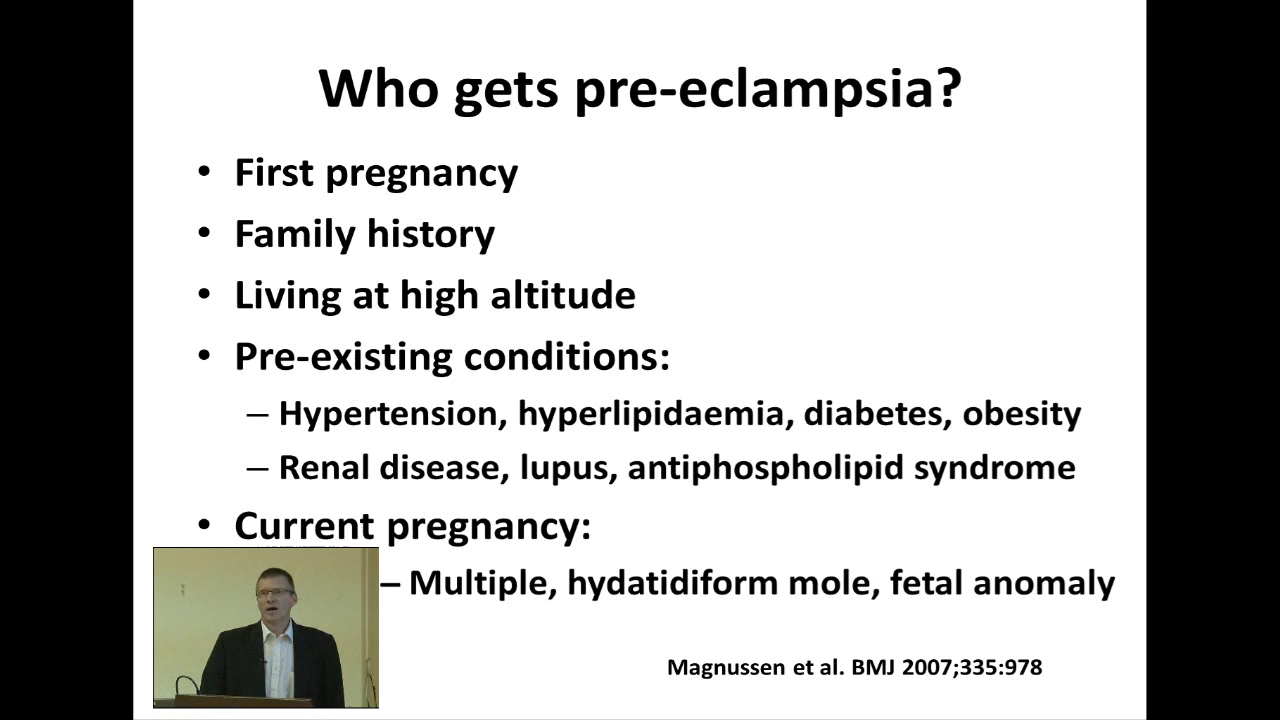 Who gets pre-eclampsia?
• First pregnancy
• Family history
• Living at high altitude
• Pre-existing conditions:
– Hypertension, hyperlipidaemia, diabetes, obesity
– Renal disease, lupus, antiphospholipid syndrome
• Current pregnancy:
– Multiple, hydatidiform mole, fetal anomaly
Magnussen et al. BMJ 2007;335:978